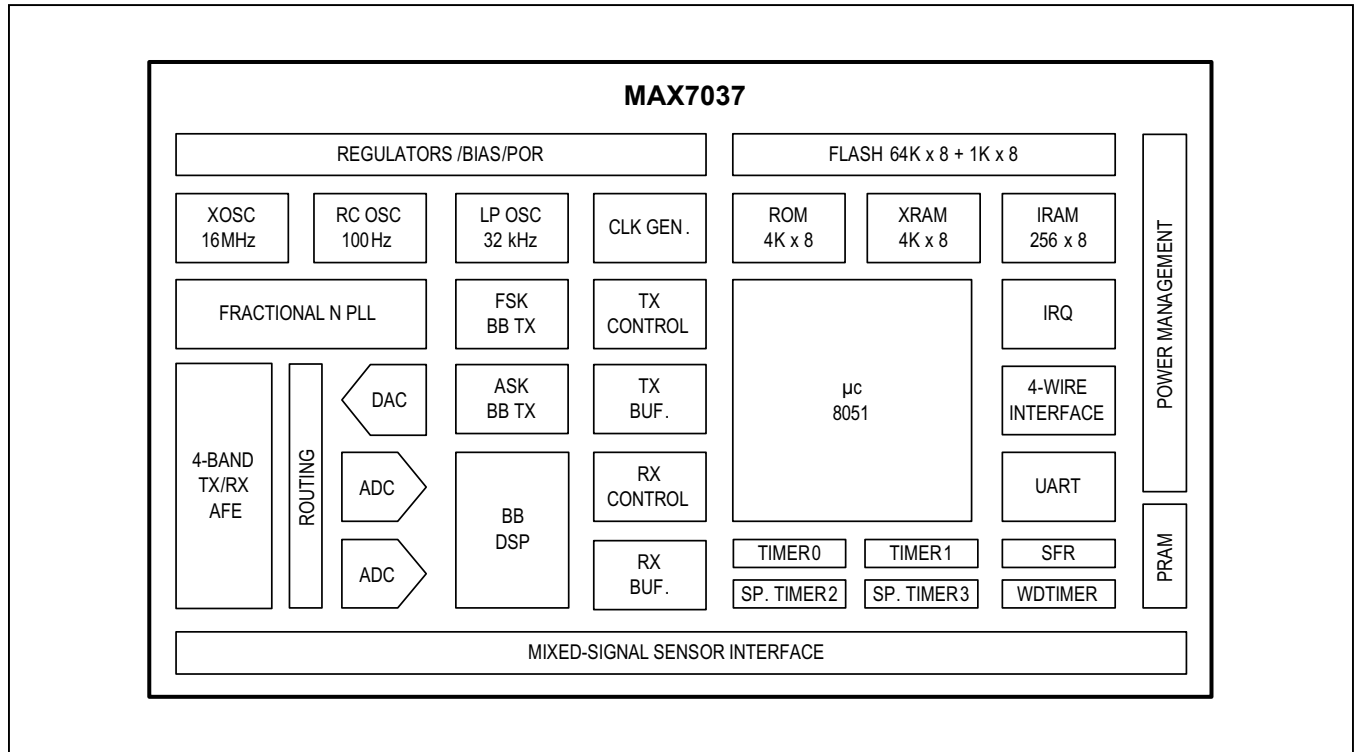 MAX7037
REGULATORS /BIAS/POR
FLASH 64K x 8 + 1K x 8
XOSC
16MHz
RC OSC
100Hz
LP OSC
32 kHz
CLK GEN.
ROM
4K x 8
XRAM
4K x 8
IRAM
256 x 8
POWER MANAGEMENT
FRACTIONAL N PLL
FSK
BB TX
TX
CONTROL
µc
8051
IRQ
4-BAND
TX/RX
AFE
ROUTING
DAC
ASK
BB TX
TX
BUF.
4-WIRE
INTERFACE
ADC
BB
DSP
RX
CONTROL
UART
ADC
RX
BUF.
TIMER0
TIMER1
SFR
PRAM
SP. TIMER2
SP. TIMER3
WDTIMER
MIXED-SIGNAL SENSOR INTERFACE